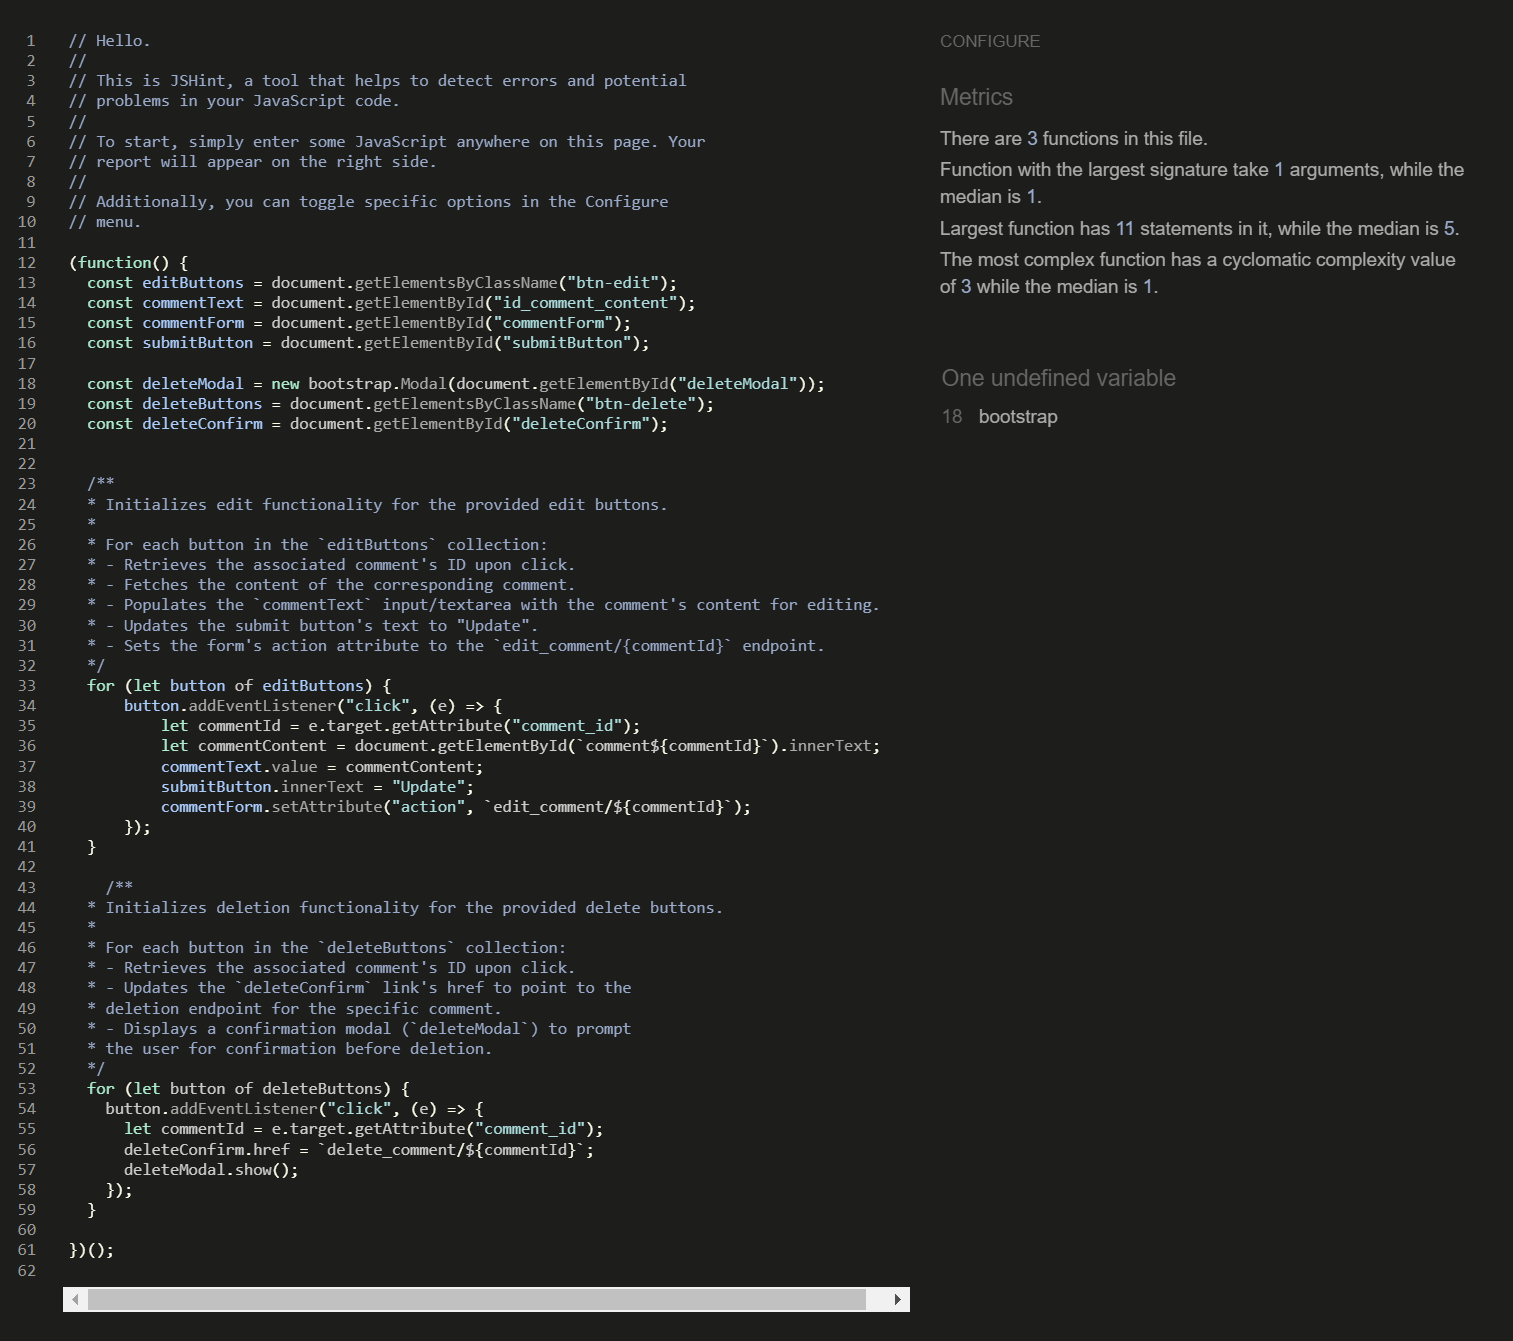 1 // Hello.
2 //
3 // This is JSHint, a tool that helps to detect errors and potential
4 // problems in your JavaScript code.
5 //
6 // To start, simply enter some JavaScript anywhere on this page. Your
7 // report will appear on the right side.
8 //
9 // Additionally, you can toggle specific options in the Configure
10 // menu.
11
12 (function() {
13 const editButtons = document.getElementsByClassName("btn-edit");
14 const commentText = document.getElementById("id_comment_content");
15 const commentForm = document.getElementById("commentForm");
16 const submitButton = document.getElementById("submitButton");
17
18 const deleteModal = new bootstrap.Modal(document.getElementById("deleteModal"));
19 const deleteButtons = document.getElementsByClassName("btn-delete");
20 const deleteConfirm = document.getElementById("deleteConfirm");
21
22
23 /**
24 * Initializes edit functionality for the provided edit buttons.
25 *
26 * For each button in the `editButtons` collection:
27 * - Retrieves the associated comment's ID upon click.
28 * - Fetches the content of the corresponding comment.
29 * - Populates the `commentText` input/textarea with the comment's content for editing.
30 * - Updates the submit button's text to "Update".
31 * - Sets the form's action attribute to the `edit_comment/{commentId}` endpoint.
32 */
33 for (let button of editButtons) {
34 button.addEventListener("click", (e) => {
35 let commentId = e.target.getAttribute("comment_id");
36 let commentContent = document.getElementById(`comment${commentId}`).innerText;
37 commentText.value = commentContent;
38 submitButton.innerText = "Update";
39 commentForm.setAttribute("action", `edit_comment/${commentId}`);
40 });
41 }
42
43 /**
44 * Initializes deletion functionality for the provided delete buttons.
45 *
46 * For each button in the `deleteButtons` collection:
47 * - Retrieves the associated comment's ID upon click.
48 * - Updates the `deleteConfirm` link's href to point to the
49 * deletion endpoint for the specific comment.
50 * - Displays a confirmation modal (`deleteModal`) to prompt
51 * the user for confirmation before deletion.
52 */
53 for (let button of deleteButtons) {
54 button.addEventListener("click", (e) => {
55 let commentId = e.target.getAttribute("comment_id");
56 deleteConfirm.href = `delete_comment/${commentId}`;
57 deleteModal.show();
58 });
59 }
60
61 })();
62
CONFIGURE
Metrics
There are 3 functions in this file.
Function with the largest signature take 1 arguments, while the
median is 1.
Largest function has 11 statements in it, while the median is 5.
The most complex function has a cyclomatic complexity value
of 3 while the median is 1.
One undefined variable
18 bootstrap